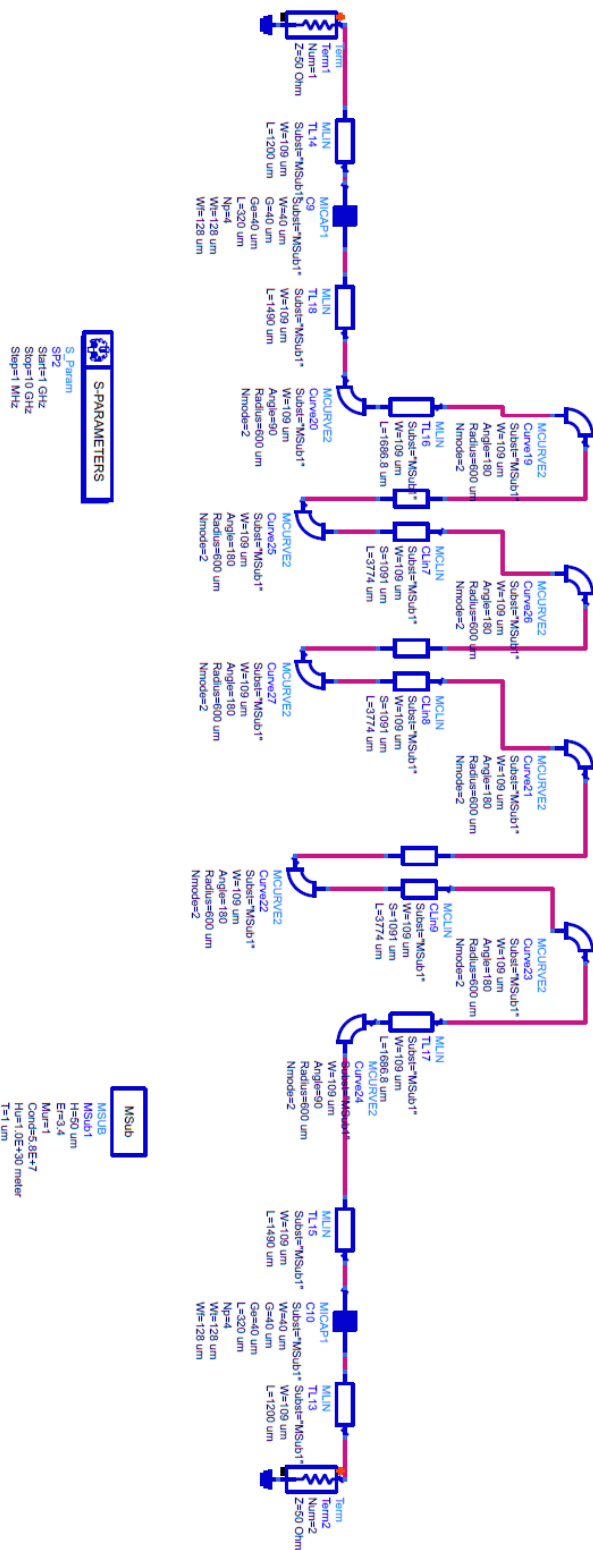 Term
Term1
Num=1
Z=50 Ohm
MLIN
TL14
Subst="MSub1"
W=109 um
L=1200 um
MICAP1
C9
Subst="MSub1"
W=40 um
G=40 um
Ge=40 um
L=320 um
Np=4
Wt=128 um
Wf=128 um
MLIN
TL18
Subst="MSub1"
W=109 um
L=1490 um
MCURVE2
Curve20
Subst="MSub1"
W=109 um
Angle=90
Radius=600 um
Nmode=2
MLIN
TL16
Subst="MSub1"
W=109 um
L=1686.8 um
MCURVE2
Curve19
Subst="MSub1"
W=109 um
Angle=180
Radius=600 um
Nmode=2
MCURVE2
Curve25
Subst="MSub1"
W=109 um
Angle=180
Radius=600 um
Nmode=2
MCLIN
CLin7
Subst="MSub1"
W=109 um
S=1091 um
L=3774 um
MCURVE2
Curve26
Subst="MSub1"
W=109 um
Angle=180
Radius=600 um
Nmode=2
MCURVE2
Curve27
Subst="MSub1"
W=109 um
Angle=180
Radius=600 um
Nmode=2
MCLIN
CLin8
Subst="MSub1"
W=109 um
S=1091 um
L=3774 um
MCURVE2
Curve21
Subst="MSub1"
W=109 um
Angle=180
Radius=600 um
Nmode=2
MCURVE2
Curve22
Subst="MSub1"
W=109 um
Angle=180
Radius=600 um
Nmode=2
MCLIN
CLin9
Subst="MSub1"
W=109 um
S=1091 um
L=3774 um
MCURVE2
Curve23
Subst="MSub1"
W=109 um
Angle=180
Radius=600 um
Nmode=2
MLIN
TL17
Subst="MSub1"
W=109 um
L=1686.8 um
MCURVE2
Curve24
Subst="MSub1"
W=109 um
Angle=90
Radius=600 um
Nmode=2
MLIN
TL15
Subst="MSub1"
W=109 um
L=1490 um
MICAP1
C10
Subst="MSub1"
W=40 um
G=40 um
Ge=40 um
L=320 um
Np=4
Wt=128 um
Wf=128 um
MLIN
TL13
Subst="MSub1"
W=109 um
L=1200 um
Term
Term2
Num=2
Z=50 Ohm
S-PARAMETERS
S_Param
SP2
Start=1 GHz
Stop=10 GHz
Step=1 MHz
MSub
MSUB
MSub1
H=50 um
Er=3.4
Mur=1
Cond=5.8E+7
Hu=1.0E+30 meter
T=1 um